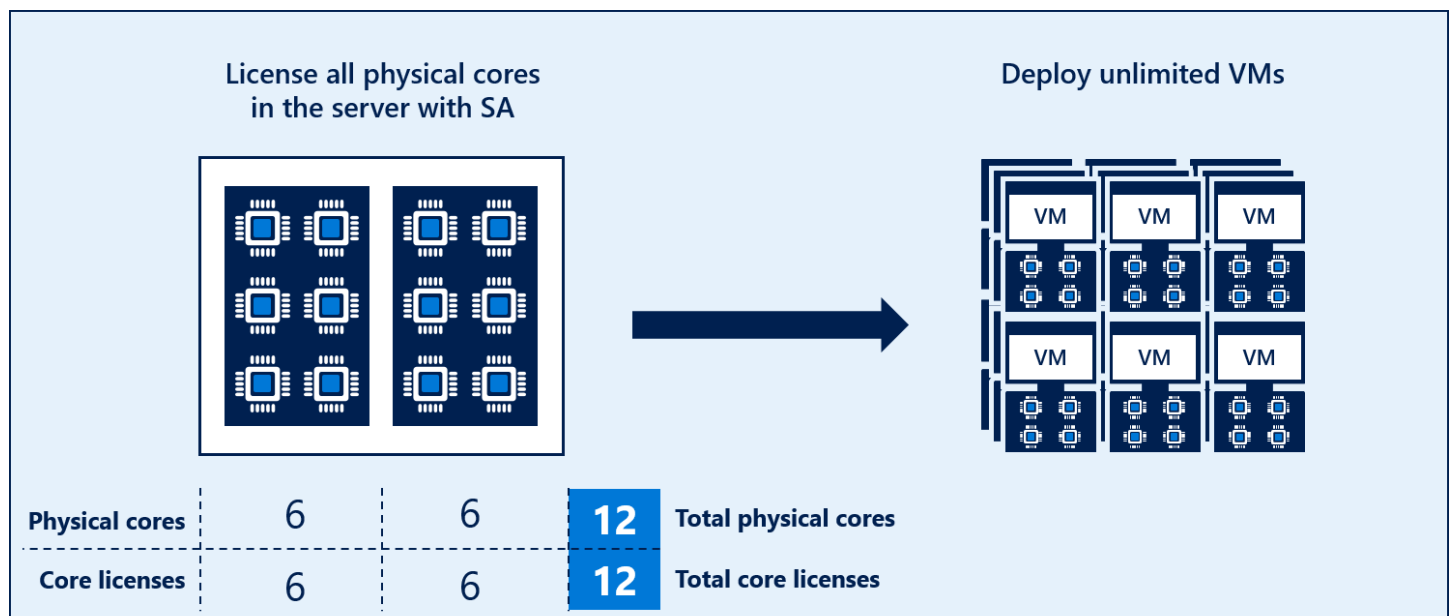 License all physical cores
in the server with SA
Deploy unlimited VMs
VM VM VM
VM VM VM
Physical cores 6 6 12 Total physical cores
Core licenses 6 6 12 Total core licenses